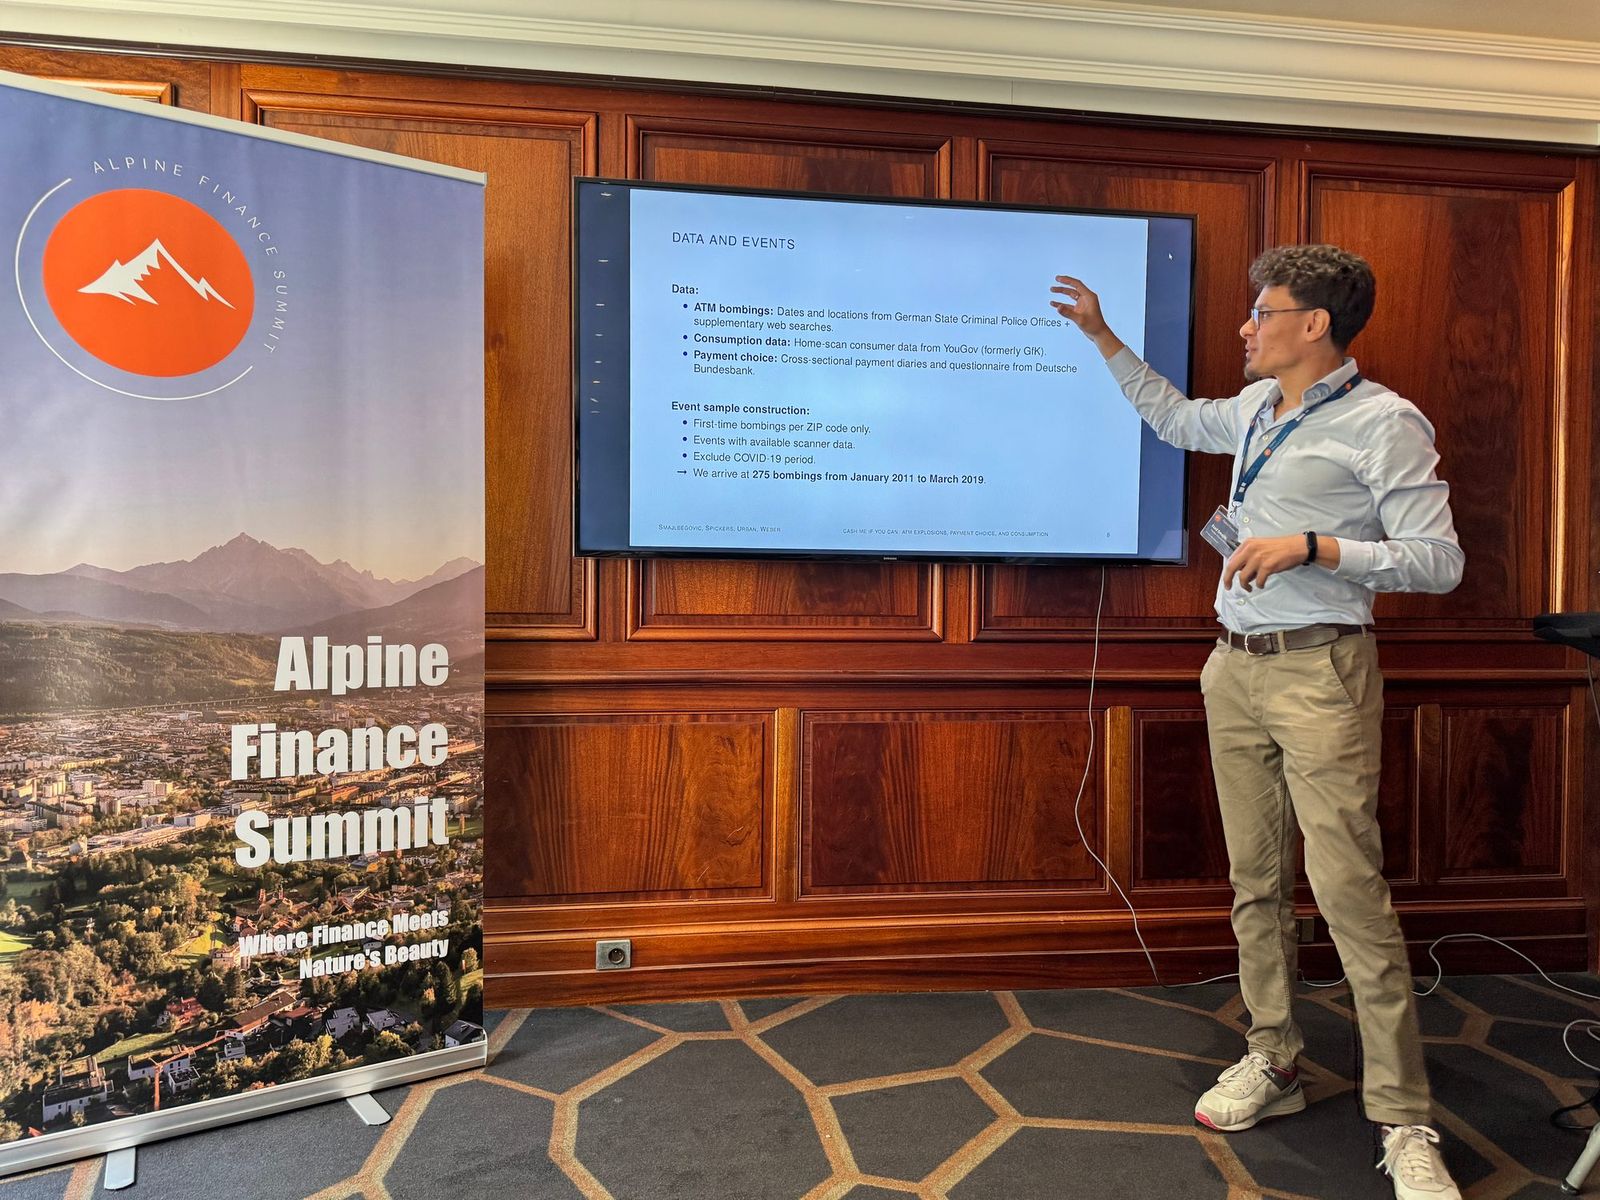 ALPINE FINANCE SUMMIT
Alpine
Finance
Summit
Where Finance Meets
Nature's Beauty
DATA AND EVENTS
Data:
• ATM bombings: Dates and locations from German State Criminal Police Offices +
supplementary web searches.
• Consumption data: Home-scan consumer data from YouGov (formerly GfK).
• Payment choice: Cross-sectional payment diaries and questionnaire from Deutsche
Bundesbank.
Event sample construction:
• First-time bombings per ZIP code only.
• Events with available scanner data.
• Exclude COVID-19 period.
→ We arrive at 275 bombings from January 2011 to March 2019.
SMAJLBEGOVIC, SPICKERS, URBAN, WEBER
CASH ME IF YOU CAN: ATM EXPLOSIONS, PAYMENT CHOICE, AND CONSUMPTION
8
SAMSUNG